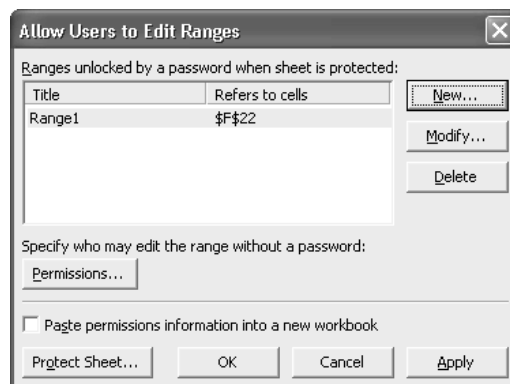 Allow Users to Edit Ranges
Ranges unlocked by a password when sheet is protected:
Title Refers to cells
Range1 $F$22
New...
Modify...
Delete
Specify who may edit the range without a password:
Permissions...
Paste permissions information into a new workbook
Protect Sheet... OK Cancel Apply